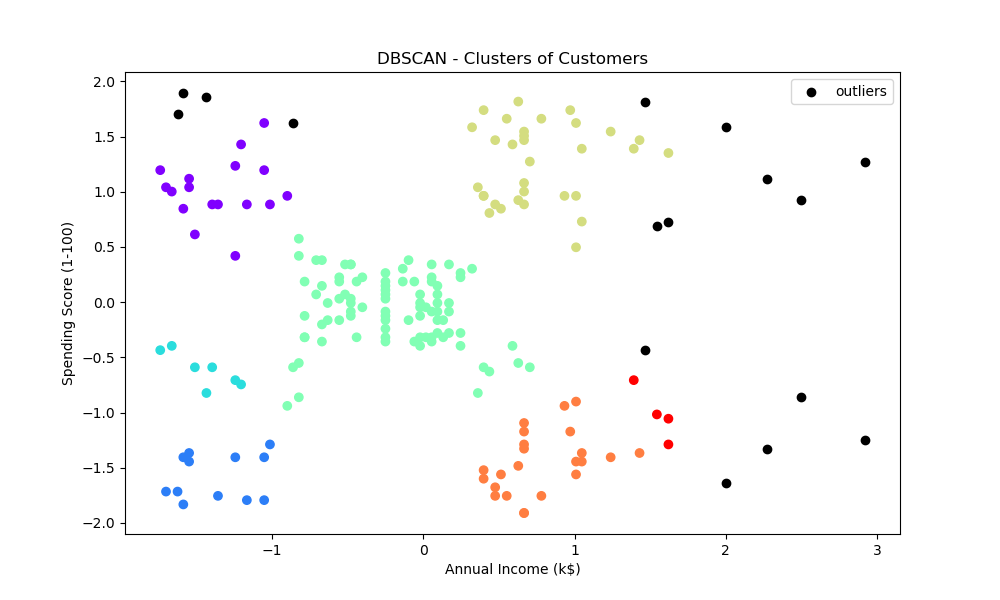 DBSCAN - Clusters of Customers
outliers
2.0
1.5
1.0
0.5
0.0
−0.5
−1.0
−1.5
−2.0
Spending Score (1-100)
−1 0 1 2 3
Annual Income (k$)